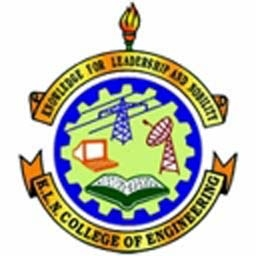 KNOWLEDGE FOR LEADERSHIP AND NOBILITY
K.L.N. COLLEGE OF ENGINEERING